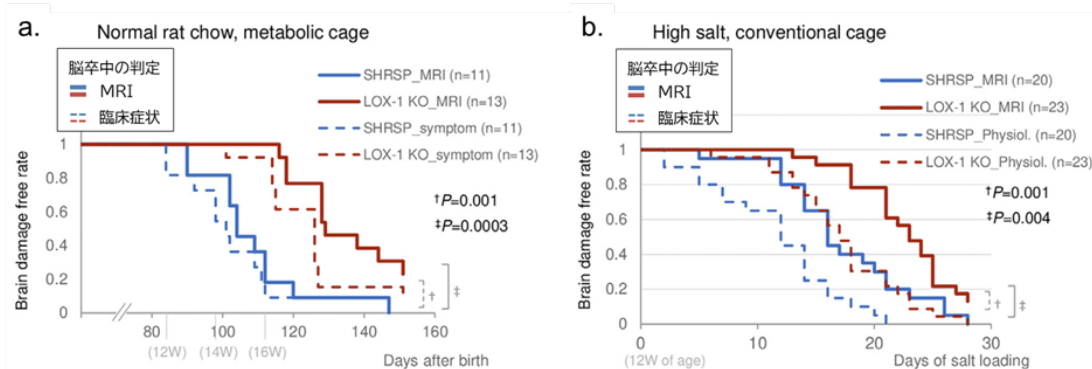 a.
Normal rat chow, metabolic cage
脳卒中の判定
MRI
臨床症状
SHRSP_MRI (n=11)
LOX-1 KO_MRI (n=13)
SHRSP_symptom (n=11)
LOX-1 KO_symptom (n=13)
Brain damage free rate
1
0.8
0.6
0.4
0.2
0
†P=0.001
‡P=0.0003
†
‡
80
100
120
140
160
(12W)
(14W)
(16W)
Days after birth
b.
High salt, conventional cage
脳卒中の判定
MRI
臨床症状
SHRSP_MRI (n=20)
LOX-1 KO_MRI (n=23)
SHRSP_Physiol. (n=20)
LOX-1 KO_Physiol. (n=23)
Brain damage free rate
1
0.8
0.6
0.4
0.2
0
†P=0.001
‡P=0.004
†
‡
0
10
20
30
(12W of age)
Days of salt loading